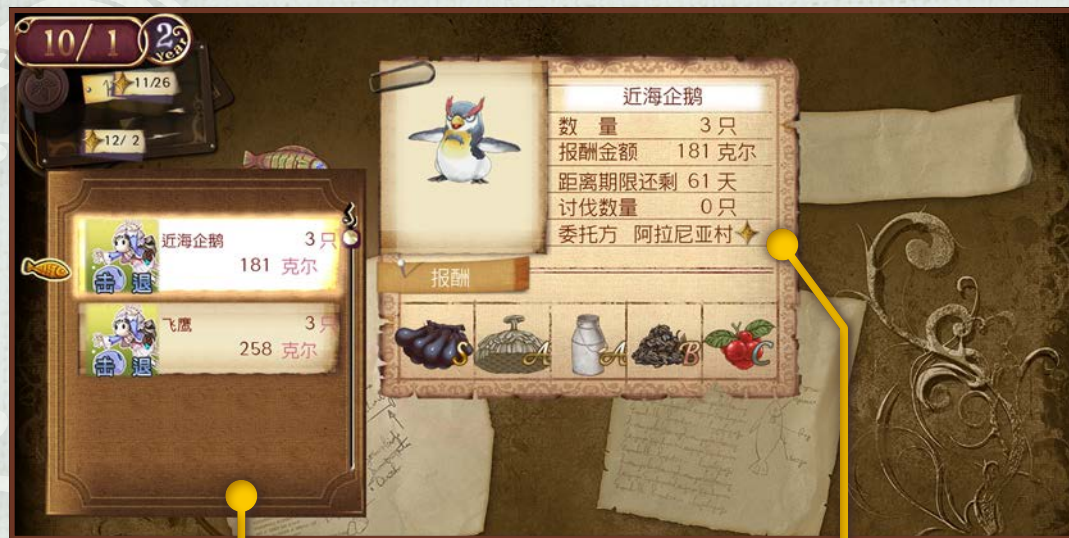 10/ 1
2
Year
11/26
12/ 2
近海企鹅
数 量 3 只
报酬金额 181 克尔
距离期限还剩 61 天
讨伐数量 0 只
委托方 阿拉尼亚村
报酬
S A A B C
近海企鹅 3 只
181 克尔
击 退
飞鹰 3 只
258 克尔
击 退